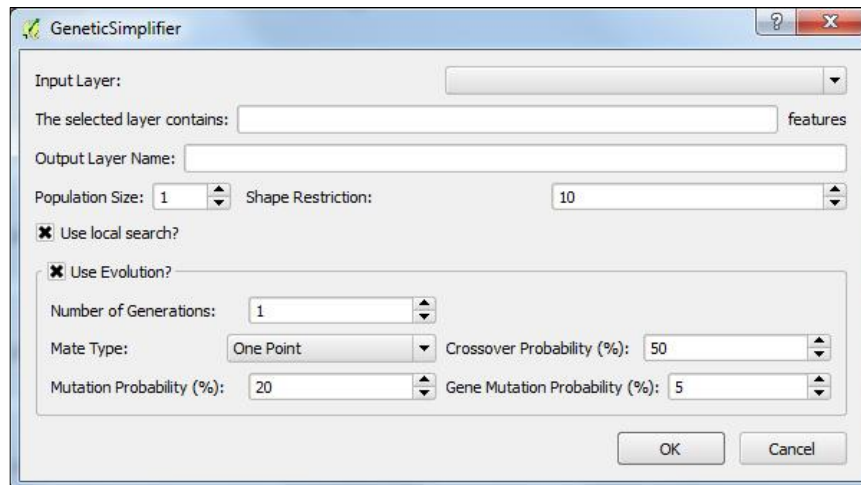 GeneticSimplifier
Input Layer:
The selected layer contains: features
Output Layer Name:
Population Size: 1 Shape Restriction: 10
Use local search?
Use Evolution?
Number of Generations: 1
Mate Type: One Point Crossover Probability (%): 50
Mutation Probability (%): 20 Gene Mutation Probability (%): 5
OK Cancel